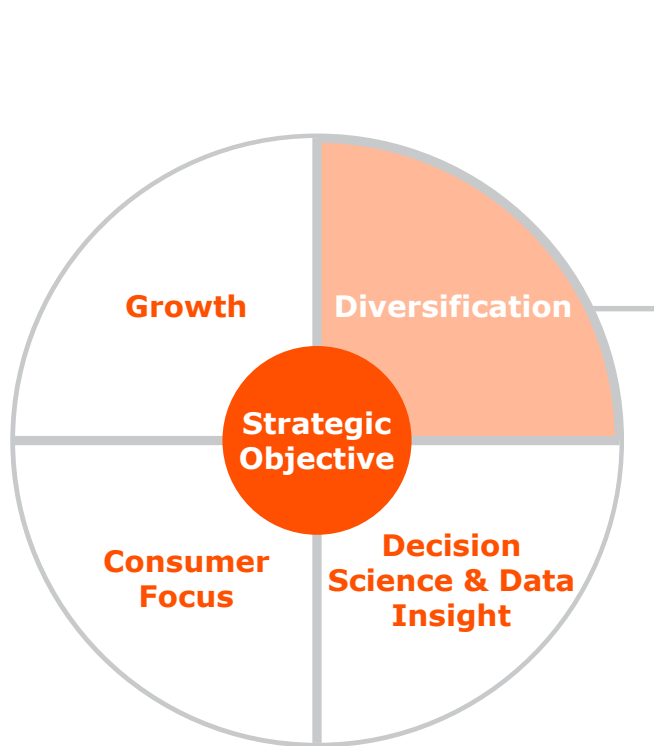 Growth
Diversification
Strategic
Objective
Consumer
Focus
Decision
Science & Data
Insight